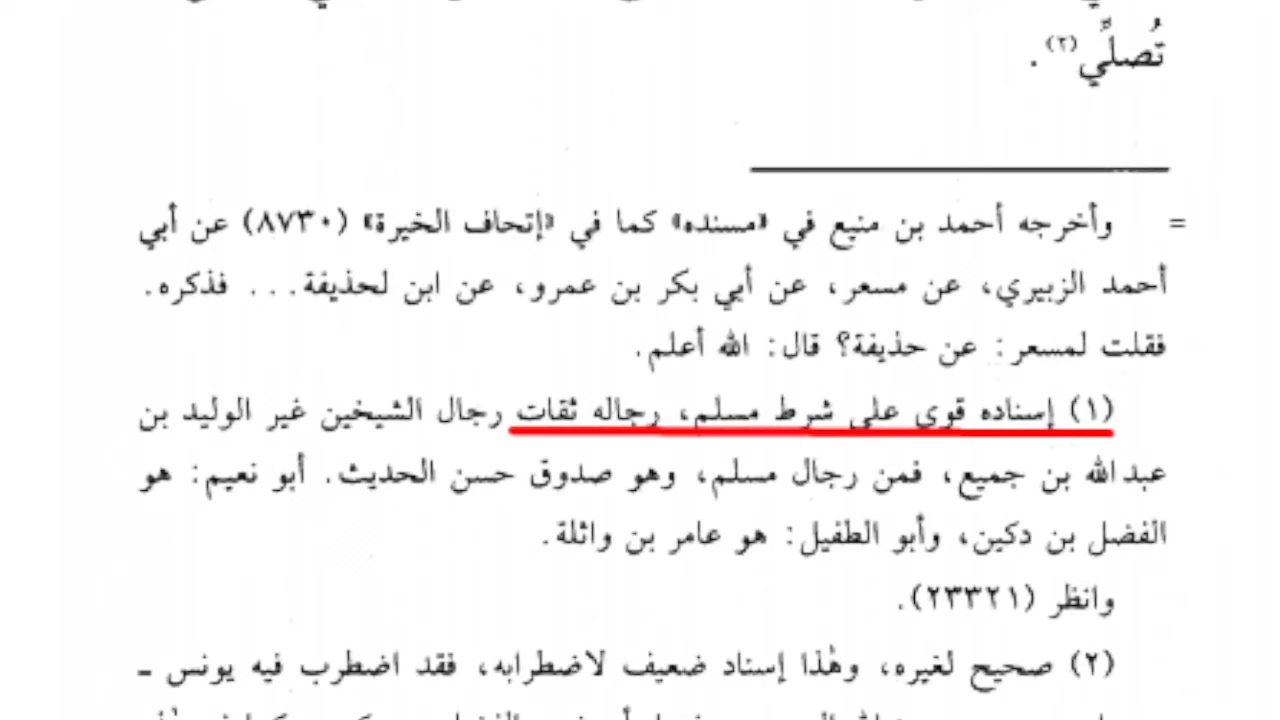 تُصلِّي(٢).
= وأخرجه أحمد بن منيع في «مسنده» كما في «إتحاف الخيرة» (٨٧٣٠) عن أبي
أحمد الزبيري، عن مسعر، عن أبي بكر بن عمرو، عن ابن لحذيفة... فذكره.
فقلت لمسعر: عن حذيفة؟ قال: الله أعلم.
(١) إسناده قوي على شرط مسلم، رجاله ثقات رجال الشيخين غير الوليد بن
عبدالله بن جميع، فمن رجال مسلم، وهو صدوق حسن الحديث. أبو نعيم: هو
الفضل بن دكين، وأبو الطفيل: هو عامر بن واثلة.
وانظر (٢٣٣٢١).
(٢) صحيح لغيره، وهٰذا إسناد ضعيف لاضطرابه، فقد اضطرب فيه يونس ـ